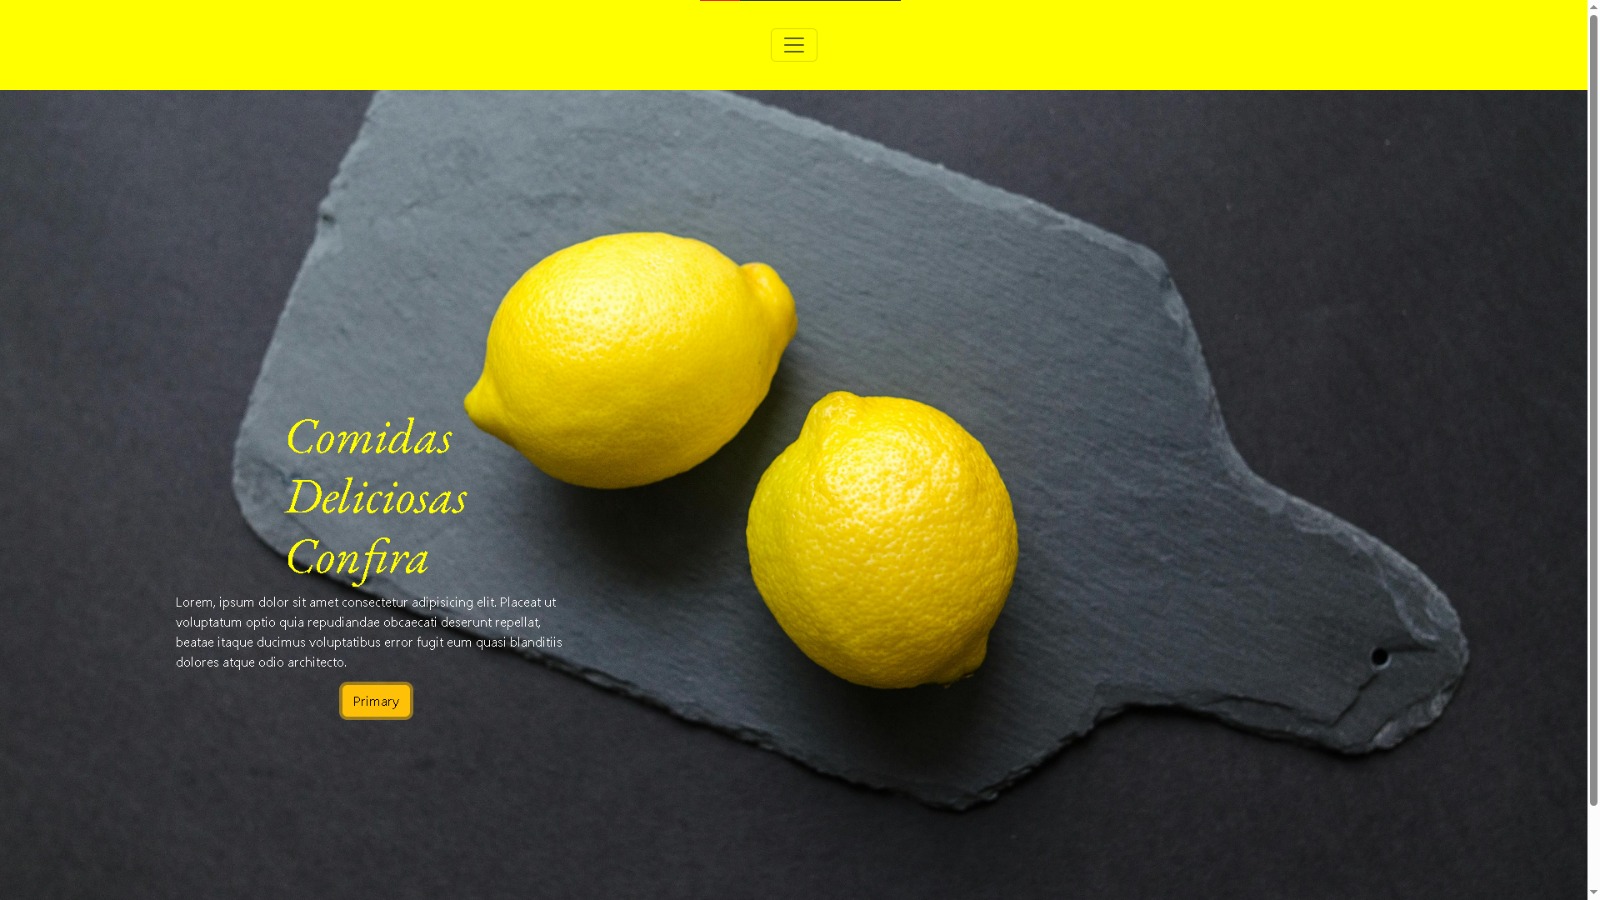 Comidas
Deliciosas
Confira
Lorem, ipsum dolor sit amet consectetur adipisicing elit. Placeat ut
voluptatum optio quia repudiandae obcaecati deserunt repellat,
beatae itaque ducimus voluptatibus error fugit eum quasi blanditiis
dolores atque odio architecto.
Primary